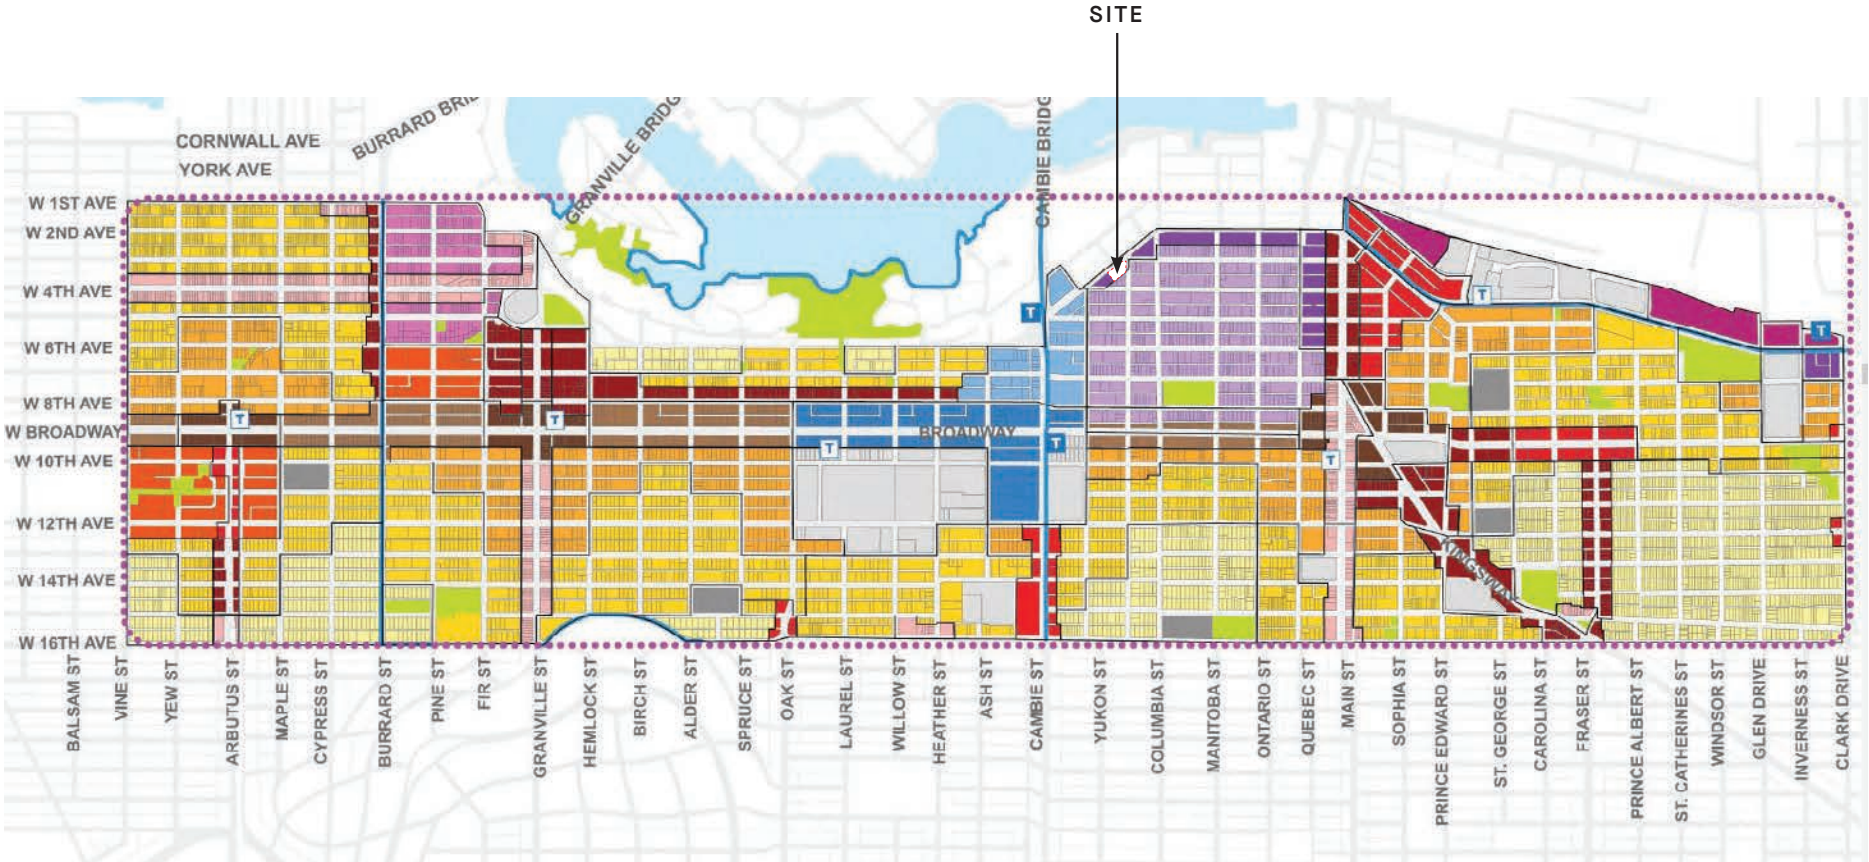 SITE
CORNWALL AVE
YORK AVE
BURRARD BRID
GRANVILLE BRIDG
CAMBIE BRIDG
W 1ST AVE
W 2ND AVE
W 4TH AVE
W 6TH AVE
W 8TH AVE
W BROADWAY
W 10TH AVE
W 12TH AVE
W 14TH AVE
W 16TH AVE
BROADWAY
KINGSWAY
T
T
T
T
T
T
T
T
BALSAM ST
VINE ST
YEW ST
ARBUTUS ST
MAPLE ST
CYPRESS ST
BURRARD ST
PINE ST
FIR ST
GRANVILLE ST
HEMLOCK ST
BIRCH ST
ALDER ST
SPRUCE ST
OAK ST
LAUREL ST
WILLOW ST
HEATHER ST
ASH ST
CAMBIE ST
YUKON ST
COLUMBIA ST
MANITOBA ST
ONTARIO ST
QUEBEC ST
MAIN ST
SOPHIA ST
PRINCE EDWARD ST
ST. GEORGE ST
CAROLINA ST
FRASER ST
PRINCE ALBERT ST
ST. CATHERINES ST
WINDSOR ST
GLEN DRIVE
INVERNESS ST
CLARK DRIVE